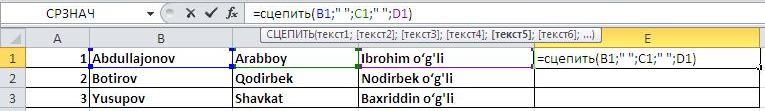 СРЗНАЧ =сцепить(B1;" ";C1;" ";D1)
СЦЕПИТЬ(текст1; [текст2]; [текст3]; [текст4]; [текст5]; [текст6]; ...)
A B C D E
1 1 Abdullajonov Arabboy Ibrohim o‘g'li =сцепить(B1;" ";C1;" ";D1)
2 2 Botirov Qodirbek Nodirbek o‘g'li
3 3 Yusupov Shavkat Baxriddin o‘g'li